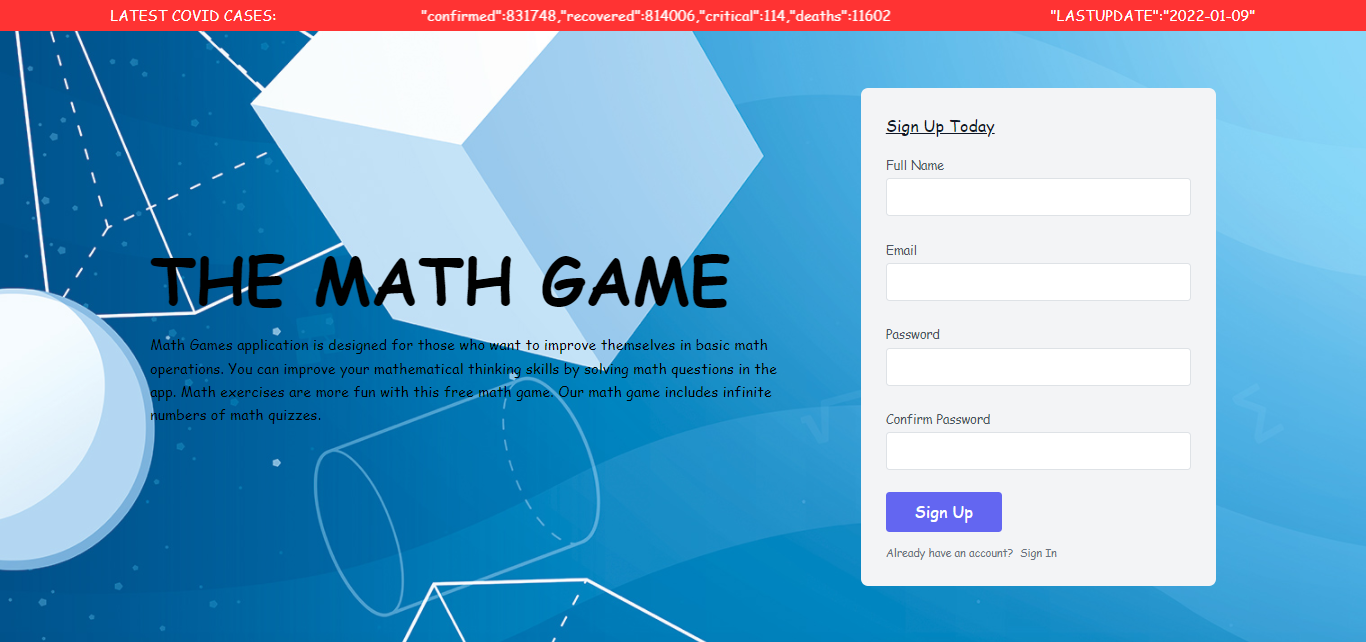 LATEST COVID CASES: "confirmed":831748,"recovered":814006,"critical":114,"deaths":11602 "LASTUPDATE":"2022-01-09"
THE MATH GAME
Math Games application is designed for those who want to improve themselves in basic math
operations. You can improve your mathematical thinking skills by solving math questions in the
app. Math exercises are more fun with this free math game. Our math game includes infinite
numbers of math quizzes.
Sign Up Today
Full Name
Email
Password
Confirm Password
Sign Up
Already have an account? Sign In